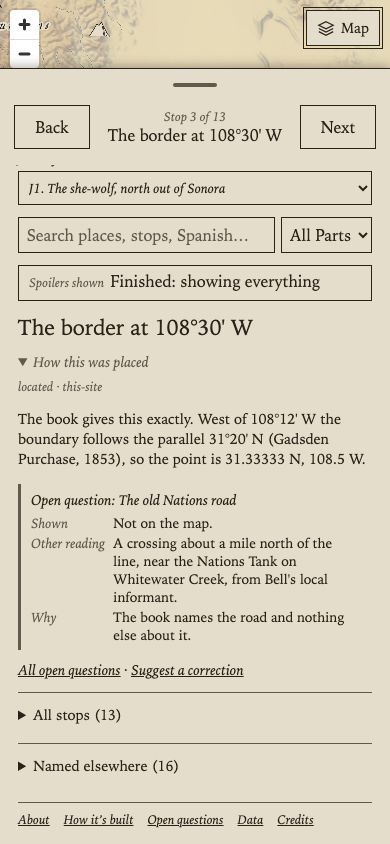 +
Map
−
Back
Stop 3 of 13
The border at 108°30' W
Next
J1. The she-wolf, north out of Sonora
Search places, stops, Spanish…
All Parts
Spoilers shown Finished: showing everything
The border at 108°30' W
How this was placed
located · this-site
The book gives this exactly. West of 108°12' W the
boundary follows the parallel 31°20' N (Gadsden
Purchase, 1853), so the point is 31.33333 N, 108.5 W.
Open question: The old Nations road
Shown Not on the map.
Other reading A crossing about a mile north of the
line, near the Nations Tank on
Whitewater Creek, from Bell's local
informant.
Why The book names the road and nothing
else about it.
All open questions · Suggest a correction
All stops (13)
Named elsewhere (16)
About How it's built Open questions Data Credits